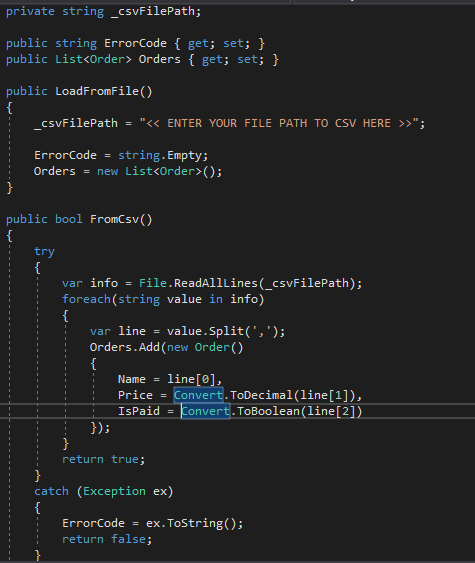 private string _csvFilePath;
public string ErrorCode { get; set; }
public List<Order> Orders { get; set; }
public LoadFromFile()
{
_csvFilePath = "<< ENTER YOUR FILE PATH TO CSV HERE >>";
ErrorCode = string.Empty;
Orders = new List<Order>();
}
public bool FromCsv()
{
try
{
var info = File.ReadAllLines(_csvFilePath);
foreach(string value in info)
{
var line = value.Split(',');
Orders.Add(new Order()
{
Name = line[0],
Price = Convert.ToDecimal(line[1]),
IsPaid = Convert.ToBoolean(line[2])
});
}
return true;
}
catch (Exception ex)
{
ErrorCode = ex.ToString();
return false;
}